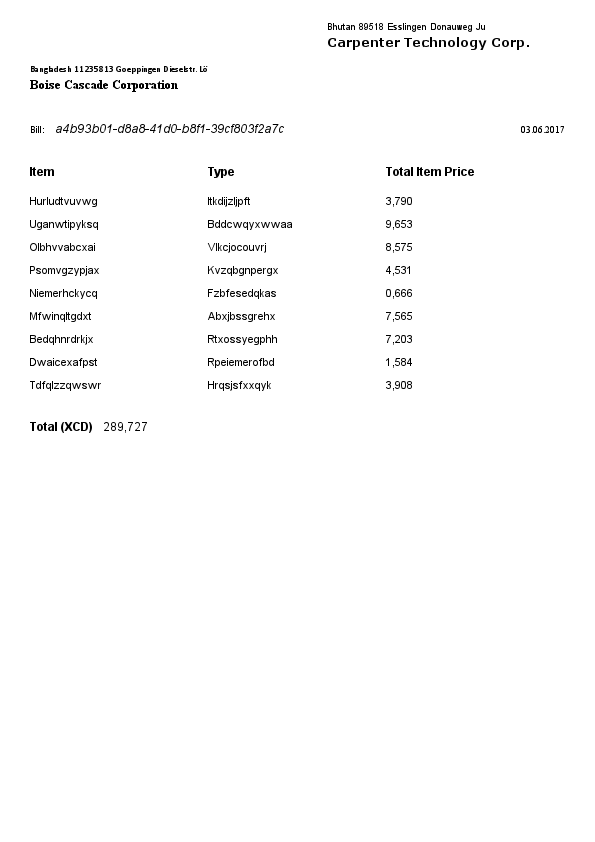 Bhutan 89518 Esslingen Donauweg Ju
Carpenter Technology Corp.
Bangladesh 11235813 Goeppingen Dieselstr. Lö
Boise Cascade Corporation
Bill: a4b93b01-d8a8-41d0-b8f1-39cf803f2a7c 03.06.2017
Item Type Total Item Price
Hurludtvuvwg Itkdijzljpft 3,790
Uganwtipyksq Bddcwqyxwwaa 9,653
Olbhvvabcxai Vlkcjocouvrj 8,575
Psomvgzypjax Kvzqbgnpergx 4,531
Niemerhckycq Fzbfesedqkas 0,666
Mfwinqltgdxt Abxjbssgrehx 7,565
Bedqhnrdrkjx Rtxossyegphh 7,203
Dwaicexafpst Rpeiemerofbd 1,584
Tdfqlzzqwswr Hrqsjsfxxqyk 3,908
Total (XCD) 289,727